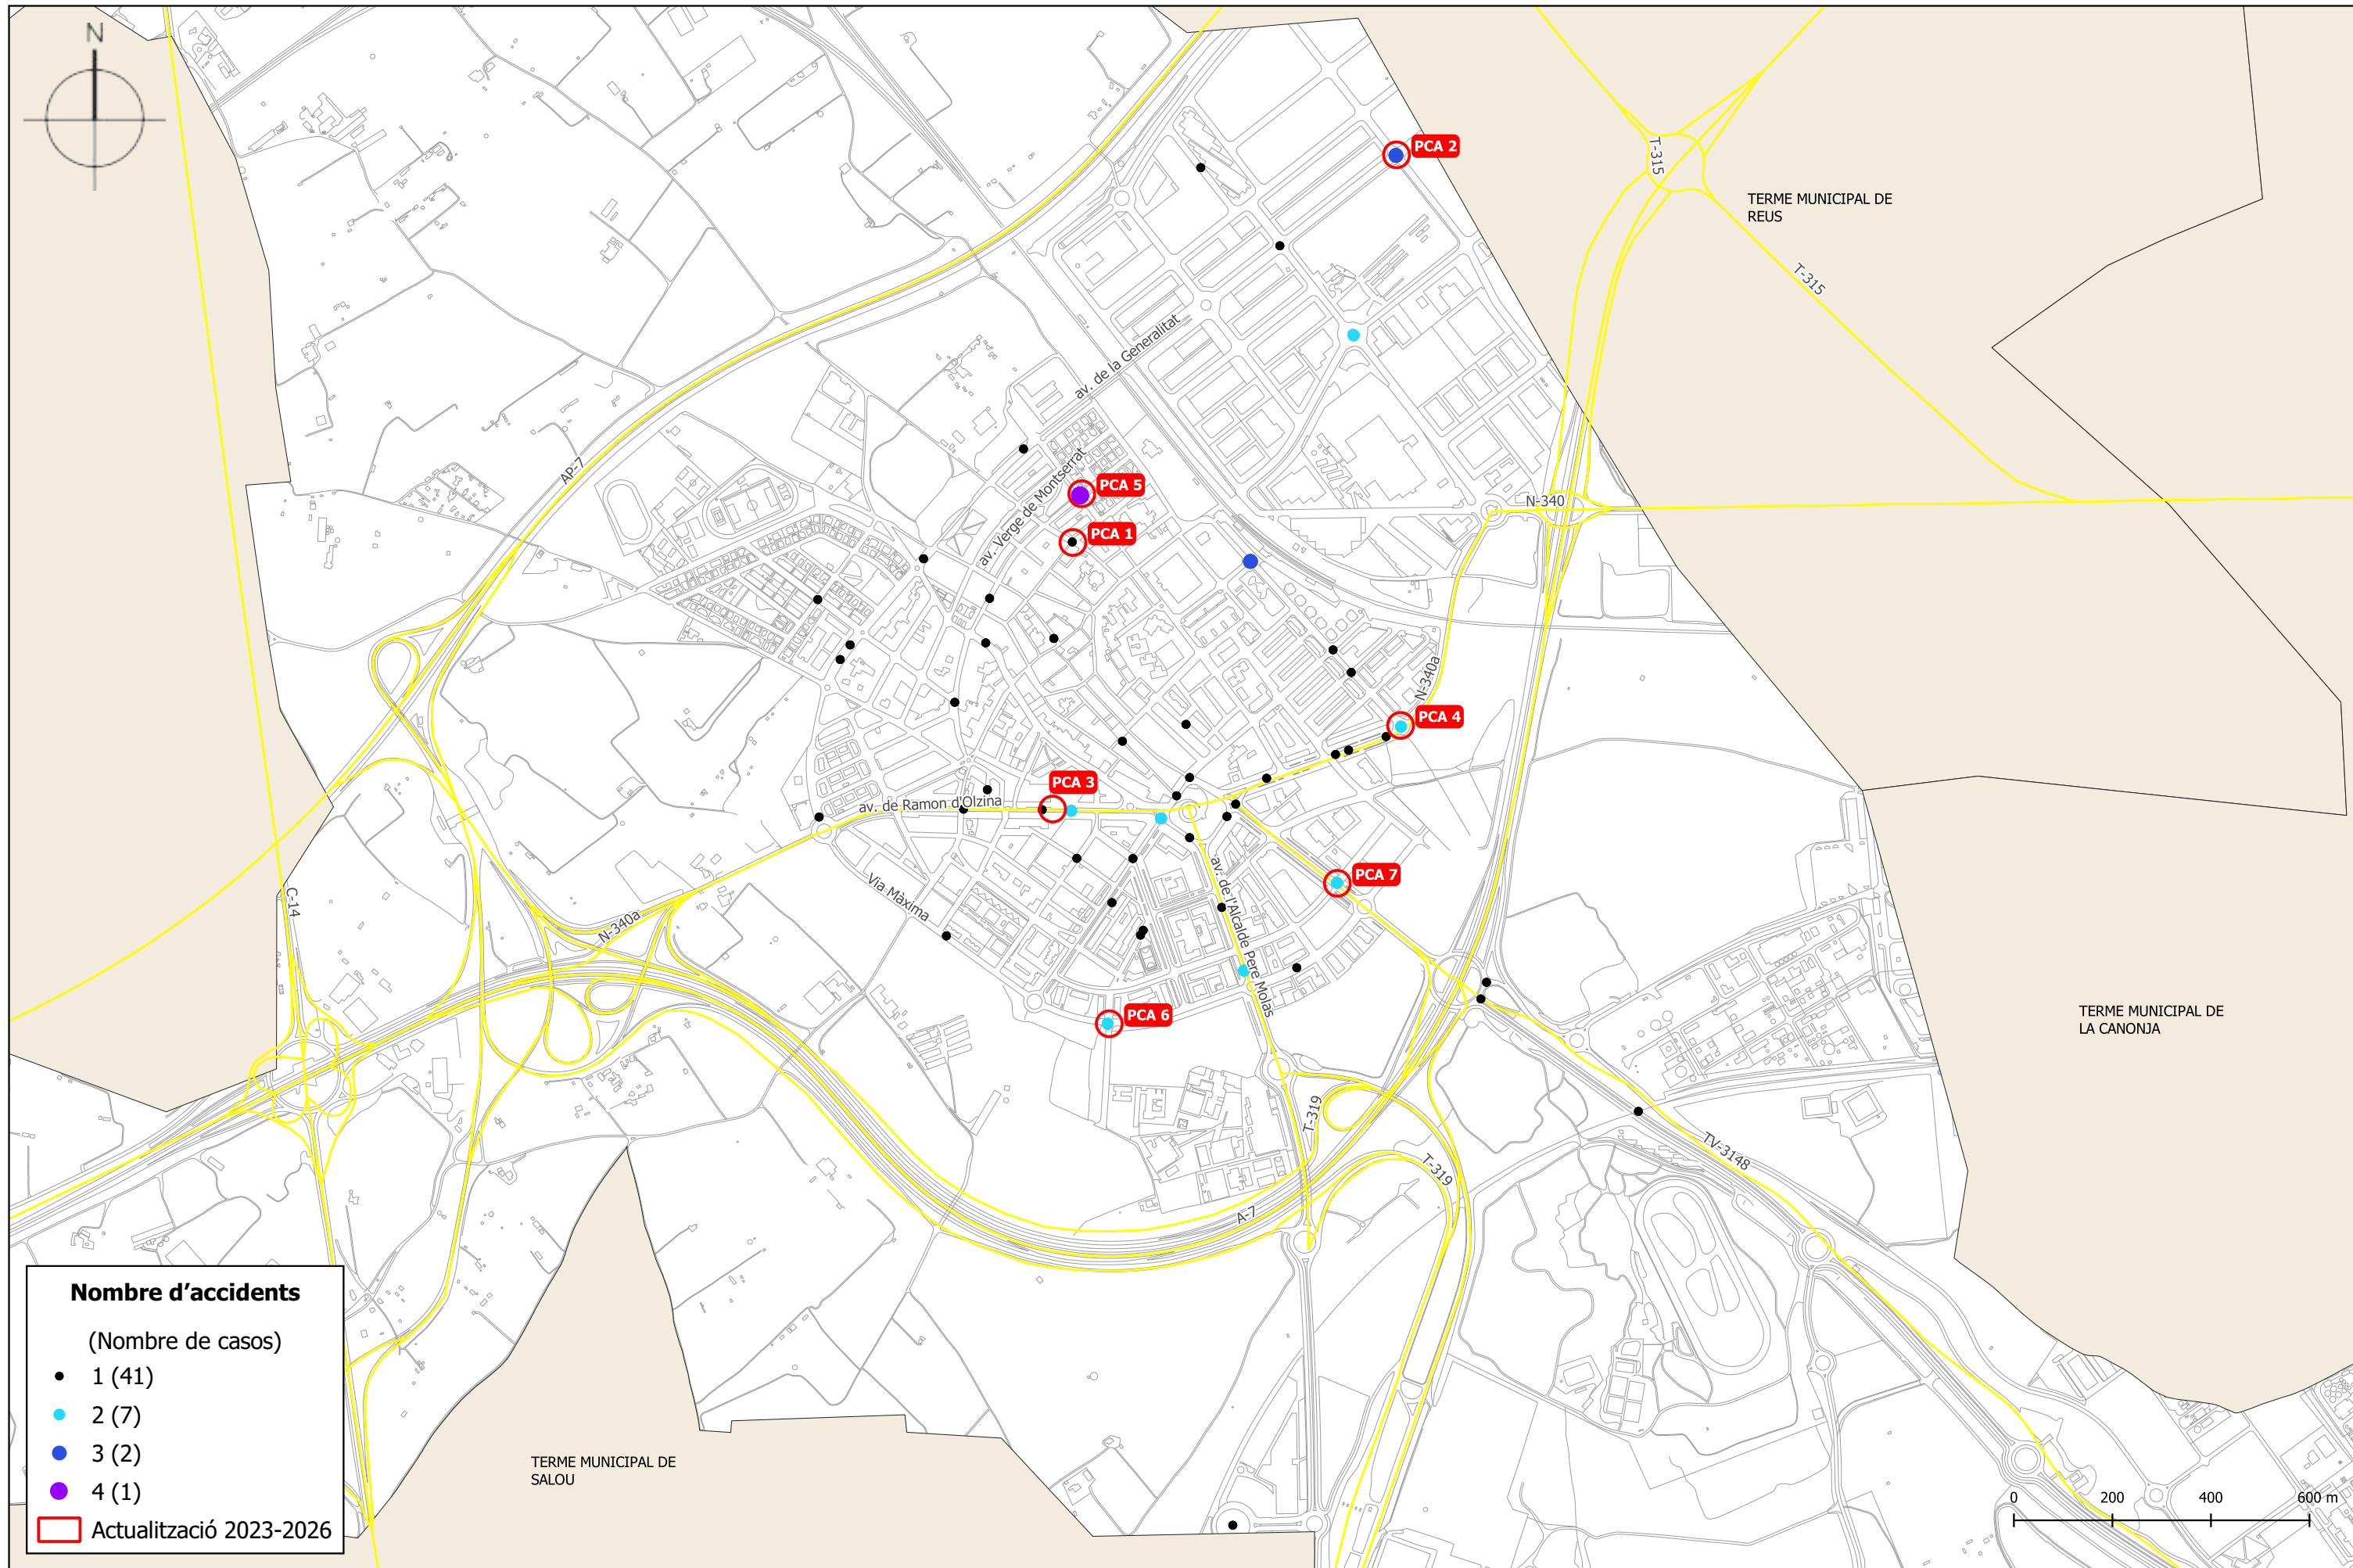 N
PCA 2
T-315
TERME MUNICIPAL DE
REUS
T-315
av. de la Generalitat
AP-7
av. Verge de Montserrat
PCA 5
N-340
PCA 1
N-340a
PCA 4
PCA 3
av. de Ramon d'Olzina
PCA 7
Via Màxima
C-14
N-340a
av. de l'Alcalde Pere Molas
PCA 6
TERME MUNICIPAL DE
LA CANONJA
T-319
T-319
TV-3148
A-7
Nombre d’accidents
(Nombre de casos)
1 (41)
2 (7)
3 (2)
4 (1)
Actualització 2023-2026
TERME MUNICIPAL DE
SALOU
0 200 400 600 m